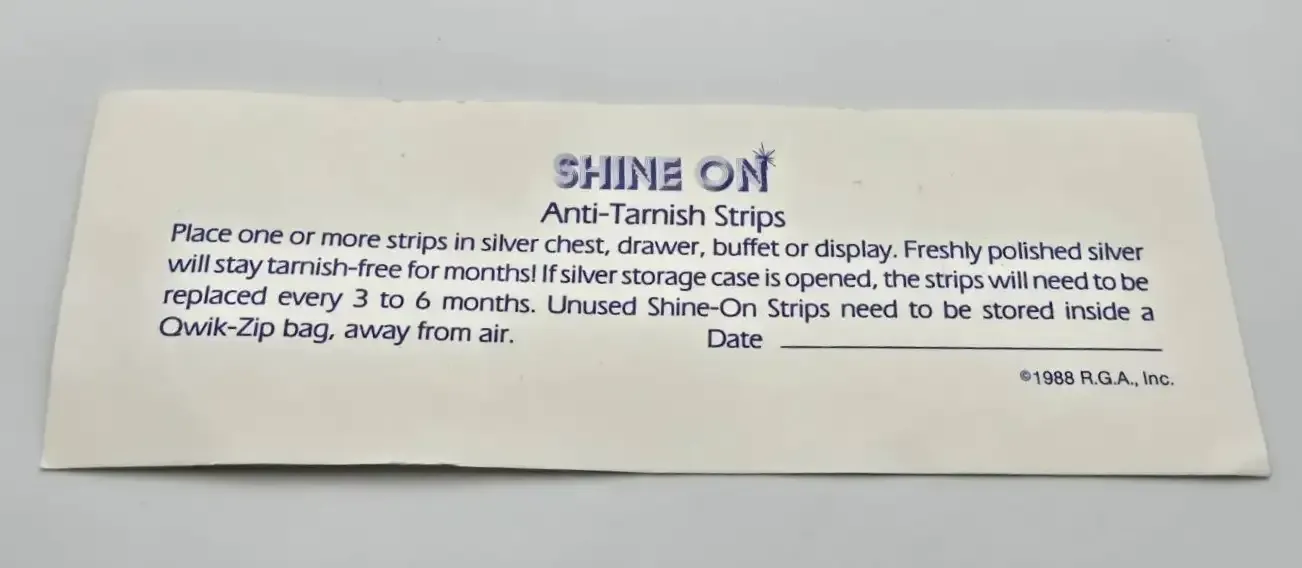 SHINE ON
Anti-Tarnish Strips
Place one or more strips in silver chest, drawer, buffet or display. Freshly polished silver
will stay tarnish-free for months! If silver storage case is opened, the strips will need to be
replaced every 3 to 6 months. Unused Shine-On Strips need to be stored inside a
Qwik-Zip bag, away from air. Date
©1988 R.G.A., Inc.